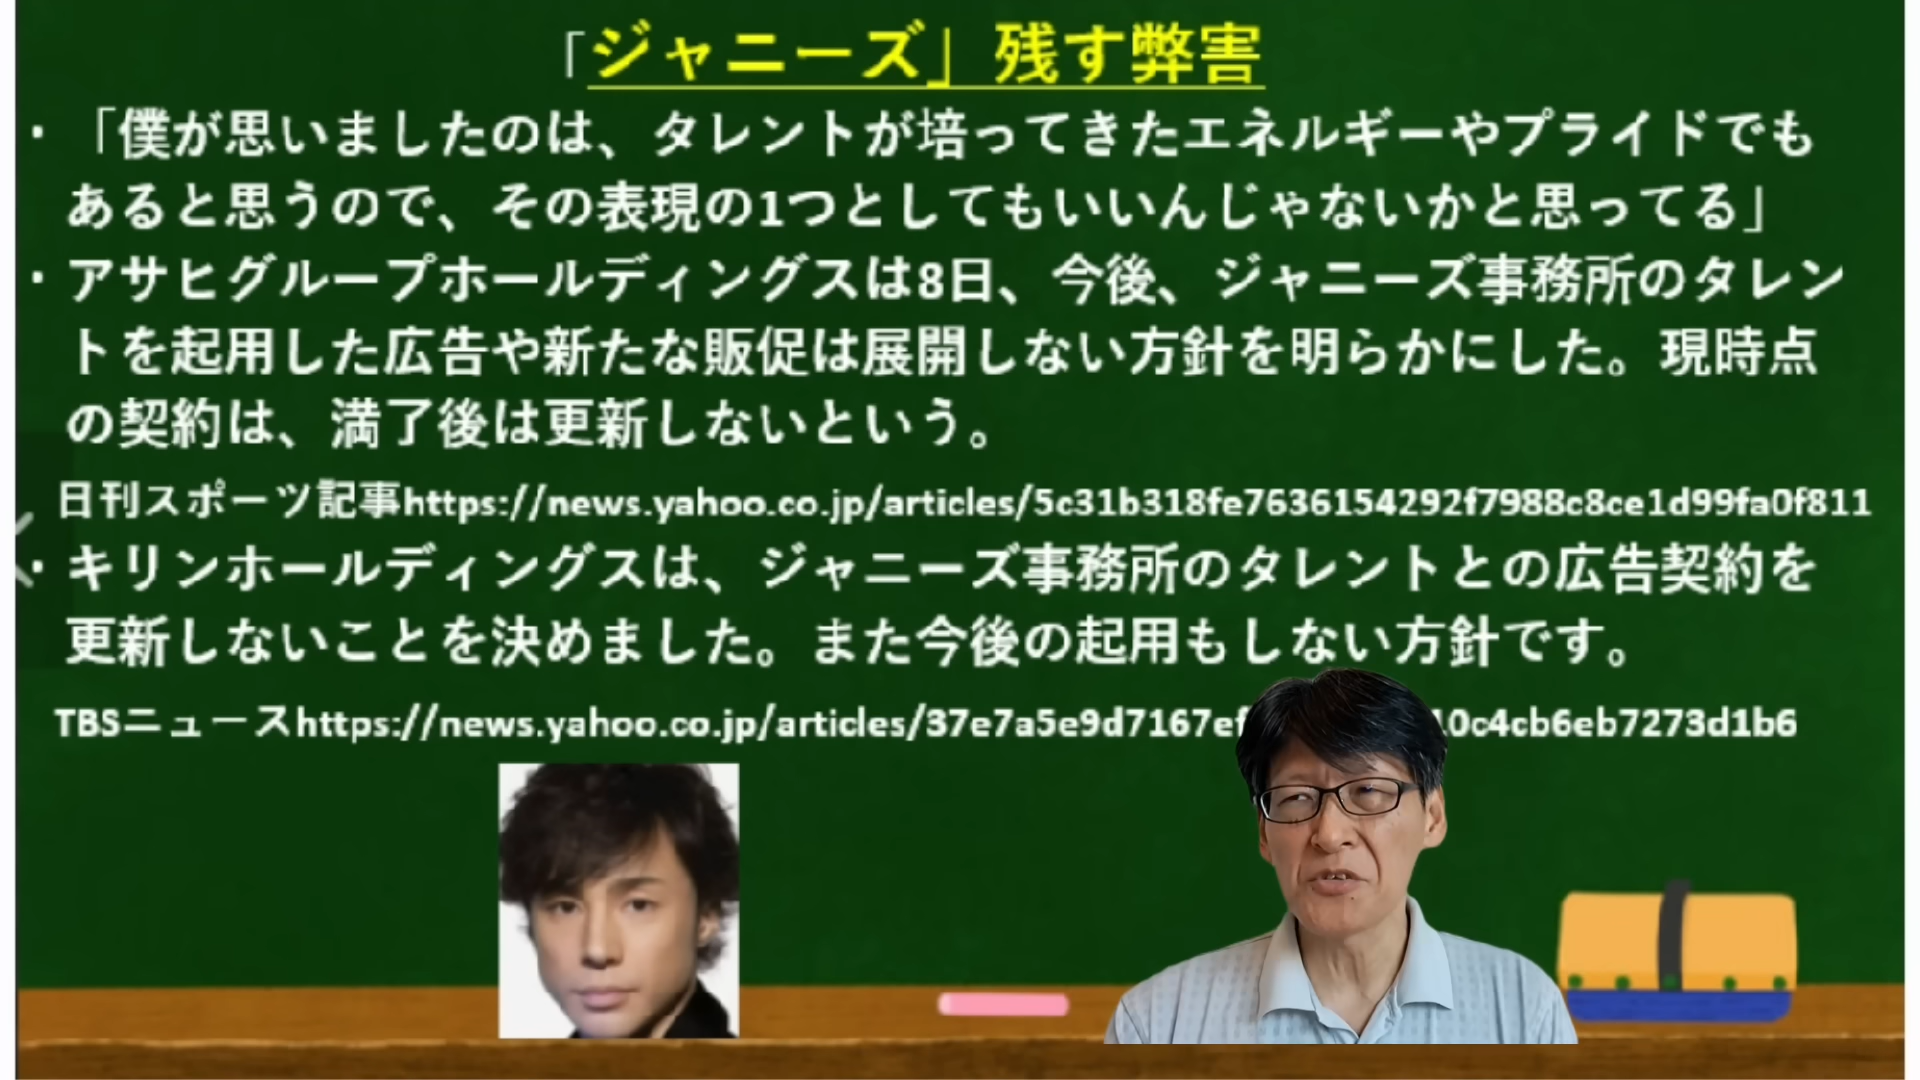 「ジャニーズ」残す弊害
・「僕が思いましたのは、タレントが培ってきたエネルギーやプライドでも
あると思うので、その表現の1つとしてもいいんじゃないかと思ってる」
・アサヒグループホールディングスは8日、今後、ジャニーズ事務所のタレン
トを起用した広告や新たな販促は展開しない方針を明らかにした。現時点
の契約は、満了後は更新しないという。
日刊スポーツ記事https://news.yahoo.co.jp/articles/5c31b318fe7636154292f7988c8ce1d99fa0f811
・キリンホールディングスは、ジャニーズ事務所のタレントとの広告契約を
更新しないことを決めました。また今後の起用もしない方針です。
TBSニュースhttps://news.yahoo.co.jp/articles/37e7a5e9d7167ef 10c4cb6eb7273d1b6